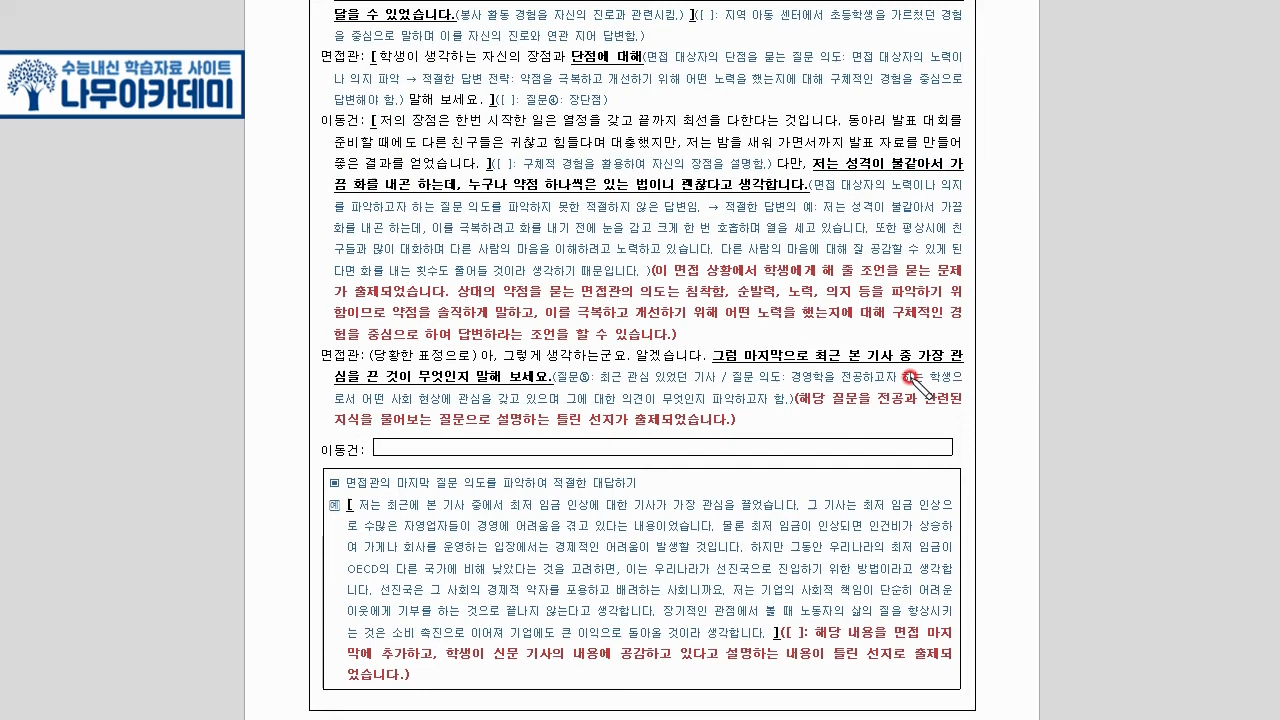 달을 수 있었습니다.(봉사 활동 경험을 자신의 진로와 관련시킴.) ]([ ]: 지역 아동 센터에서 초등학생을 가르쳤던 경험
을 중심으로 말하며 이를 자신의 진로와 연관 지어 답변함.)
수능내신 학습자료 사이트
나무아카데미
면접관: [ 학생이 생각하는 자신의 장점과 단점에 대해(면접 대상자의 단점을 묻는 질문 의도: 면접 대상자의 노력이
나 의지 파악 → 적절한 답변 전략: 약점을 극복하고 개선하기 위해 어떤 노력을 했는지에 대해 구체적인 경험을 중심으로
답변해야 함.) 말해 보세요. ]([ ]: 질문④: 장단점)
이동건: [ 저의 장점은 한번 시작한 일은 열정을 갖고 끝까지 최선을 다한다는 것입니다. 동아리 발표 대회를
준비할 때에도 다른 친구들은 귀찮고 힘들다며 대충했지만, 저는 밤을 새워 가면서까지 발표 자료를 만들어
좋은 결과를 얻었습니다. ]([ ]: 구체적 경험을 활용하여 자신의 장점을 설명함.) 다만, 저는 성격이 불같아서 가
끔 화를 내곤 하는데, 누구나 약점 하나씩은 있는 법이니 괜찮다고 생각합니다.(면접 대상자의 노력이나 의지
를 파악하고자 하는 질문 의도를 파악하지 못한 적절하지 않은 답변임. → 적절한 답변의 예: 저는 성격이 불같아서 가끔
화를 내곤 하는데, 이를 극복하려고 화를 내기 전에 눈을 감고 크게 한 번 호흡하며 열을 세고 있습니다. 또한 평상시에 친
구들과 많이 대화하며 다른 사람의 마음을 이해하려고 노력하고 있습니다. 다른 사람의 마음에 대해 잘 공감할 수 있게 된
다면 화를 내는 횟수도 줄어들 것이라 생각하기 때문입니다. )(이 면접 상황에서 학생에게 해 줄 조언을 묻는 문제
가 출제되었습니다. 상대의 약점을 묻는 면접관의 의도는 침착함, 순발력, 노력, 의지 등을 파악하기 위
함이므로 약점을 솔직하게 말하고, 이를 극복하고 개선하기 위해 어떤 노력을 했는지에 대해 구체적인 경
험을 중심으로 하여 답변하라는 조언을 할 수 있습니다.)
면접관: (당황한 표정으로) 아, 그렇게 생각하는군요. 알겠습니다. 그럼 마지막으로 최근 본 기사 중 가장 관
심을 끈 것이 무엇인지 말해 보세요.(질문⑤: 최근 관심 있었던 기사 / 질문 의도: 경영학을 전공하고자 하는 학생으
로서 어떤 사회 현상에 관심을 갖고 있으며 그에 대한 의견이 무엇인지 파악하고자 함.)(해당 질문을 전공과 관련된
지식을 물어보는 질문으로 설명하는 틀린 선지가 출제되었습니다.)
이동건:
▣ 면접관의 마지막 질문 의도를 파악하여 적절한 대답하기
예 [ 저는 최근에 본 기사 중에서 최저 임금 인상에 대한 기사가 가장 관심을 끌었습니다. 그 기사는 최저 임금 인상으
로 수많은 자영업자들이 경영에 어려움을 겪고 있다는 내용이었습니다. 물론 최저 임금이 인상되면 인건비가 상승하
여 가게나 회사를 운영하는 입장에서는 경제적인 어려움이 발생할 것입니다. 하지만 그동안 우리나라의 최저 임금이
OECD의 다른 국가에 비해 낮았다는 것을 고려하면, 이는 우리나라가 선진국으로 진입하기 위한 방법이라고 생각합
니다. 선진국은 그 사회의 경제적 약자를 포용하고 배려하는 사회니까요. 저는 기업의 사회적 책임이 단순히 어려운
이웃에게 기부를 하는 것으로 끝나지 않는다고 생각합니다. 장기적인 관점에서 볼 때 노동자의 삶의 질을 향상시키
는 것은 소비 촉진으로 이어져 기업에도 큰 이익으로 돌아올 것이라 생각합니다. ]([ ]: 해당 내용을 면접 마지
막에 추가하고, 학생이 신문 기사의 내용에 공감하고 있다고 설명하는 내용이 틀린 선지로 출제되
었습니다.)